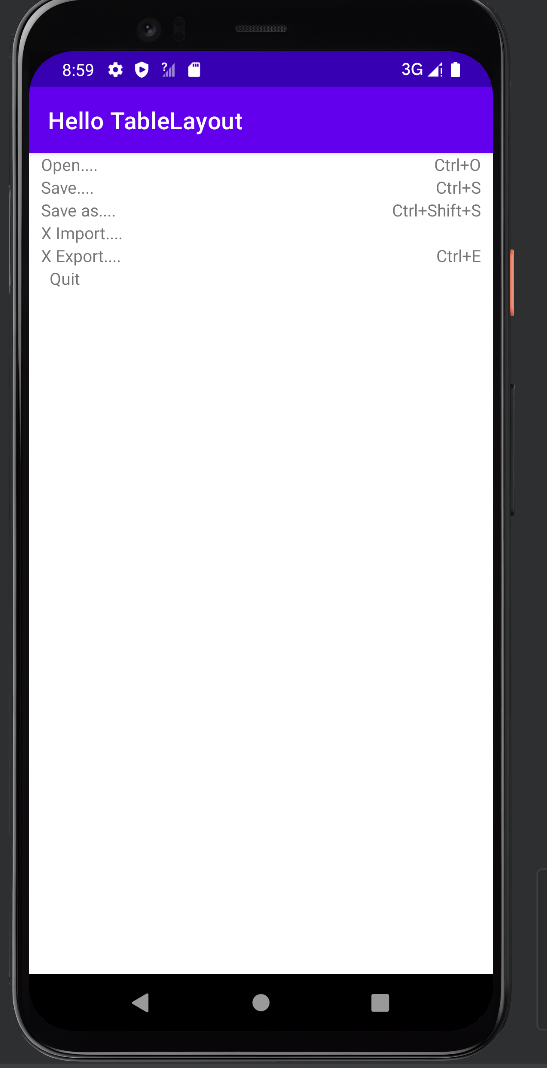 8:59 3G
Hello TableLayout
Open.... Ctrl+O
Save.... Ctrl+S
Save as.... Ctrl+Shift+S
X Import....
X Export.... Ctrl+E
Quit